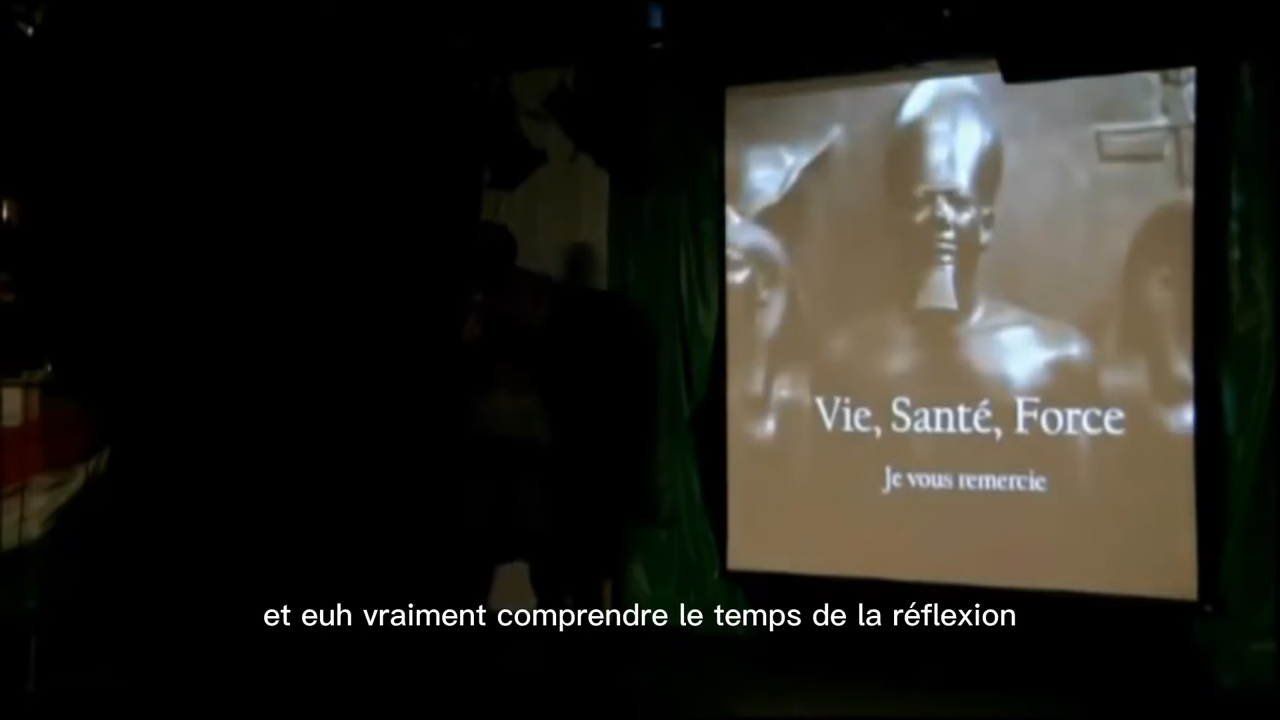 Vie, Santé, Force
Je vous remercie
et euh vraiment comprendre le temps de la réflexion